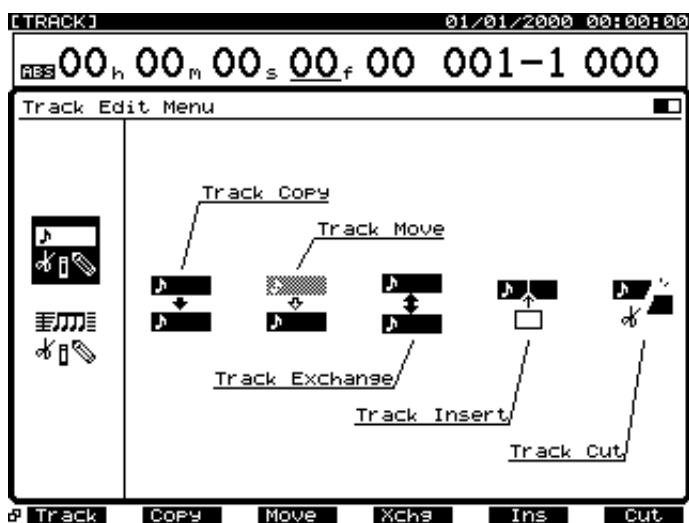 [TRACK] 01/01/2000 00:00:00
ABS 00h 00m 00s 00f 00 001-1 000
Track Edit Menu
Track Copy
Track Move
Track Exchange
Track Insert
Track Cut
Track Copy Move Xchg Ins Cut